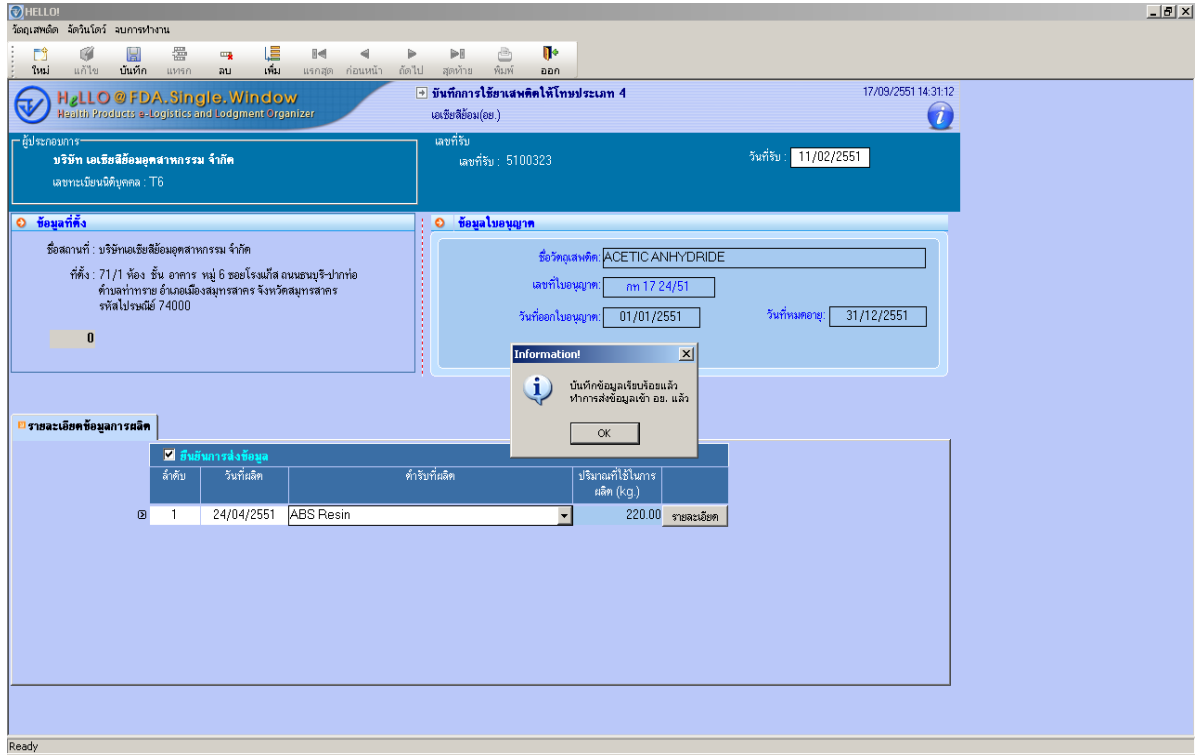 HELLO!
วัตถุเสพติด จัดวินโดว์ จบการทำงาน
ใหม่ แก้ไข บันทึก แทรก ลบ เพิ่ม แรกสุด ก่อนหน้า ถัดไป สุดท้าย พิมพ์ ออก
HeLLO@FDA.Single.Window
Health Products e-Logistics and Lodgment Organizer
บันทึกการใช้ยาเสพติดให้โทษประเภท 4
17/09/2551 14:31:12
เอเชียสีย้อม(อย.)
ผู้ประกอบการ
บริษัท เอเชียสีย้อมอุตสาหกรรม จำกัด
เลขทะเบียนนิติบุคคล : T6
เลขที่รับ
เลขที่รับ : 5100323
วันที่รับ : 11/02/2551
ข้อมูลที่ตั้ง
ชื่อสถานที่ : บริษัทเอเชียสีย้อมอุตสาหกรรม จำกัด
ที่ตั้ง : 71/1 ห้อง ชั้น อาคาร หมู่ 6 ซอยโรงแก๊ส ถนนธนบุรี-ปากท่อ
ตำบลท่าทราย อำเภอเมืองสมุทรสาคร จังหวัดสมุทรสาคร
รหัสไปรษณีย์ 74000
0
ข้อมูลใบอนุญาต
ชื่อวัตถุเสพติด: ACETIC ANHYDRIDE
เลขที่ใบอนุญาต: กท 17 24/51
วันที่ออกใบอนุญาต: 01/01/2551 วันที่หมดอายุ: 31/12/2551
Information!
บันทึกข้อมูลเรียบร้อยแล้ว
ทำการส่งข้อมูลเข้า อย. แล้ว
OK
รายละเอียดข้อมูลการผลิต
ยืนยันการส่งข้อมูล
ลำดับ วันที่ผลิต ตำรับที่ผลิต ปริมาณที่ใช้ในการ
ผลิต (kg.)
1 24/04/2551 ABS Resin 220.00 รายละเอียด
Ready